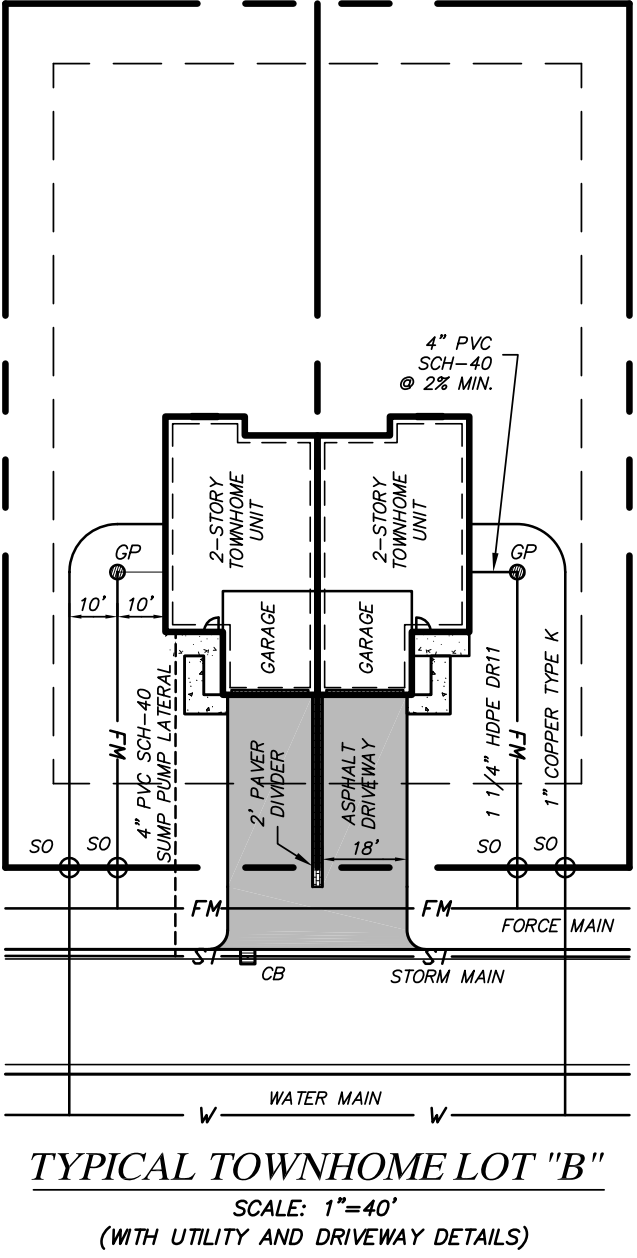 4" PVC
SCH-40
@ 2% MIN.
2-STORY
TOWNHOME
UNIT
2-STORY
TOWNHOME
UNIT
GP
GP
10'
10'
GARAGE
GARAGE
4" PVC SCH-40
SUMP PUMP LATERAL
FM
2' PAVER
DIVIDER
ASPHALT
DRIVEWAY
18'
1 1/4" HDPE DR11
FM
1" COPPER TYPE K
SO
SO
SO
SO
FM
FM
FORCE MAIN
ST
ST
CB
STORM MAIN
WATER MAIN
W
W
TYPICAL TOWNHOME LOT "B"
SCALE: 1"=40'
(WITH UTILITY AND DRIVEWAY DETAILS)